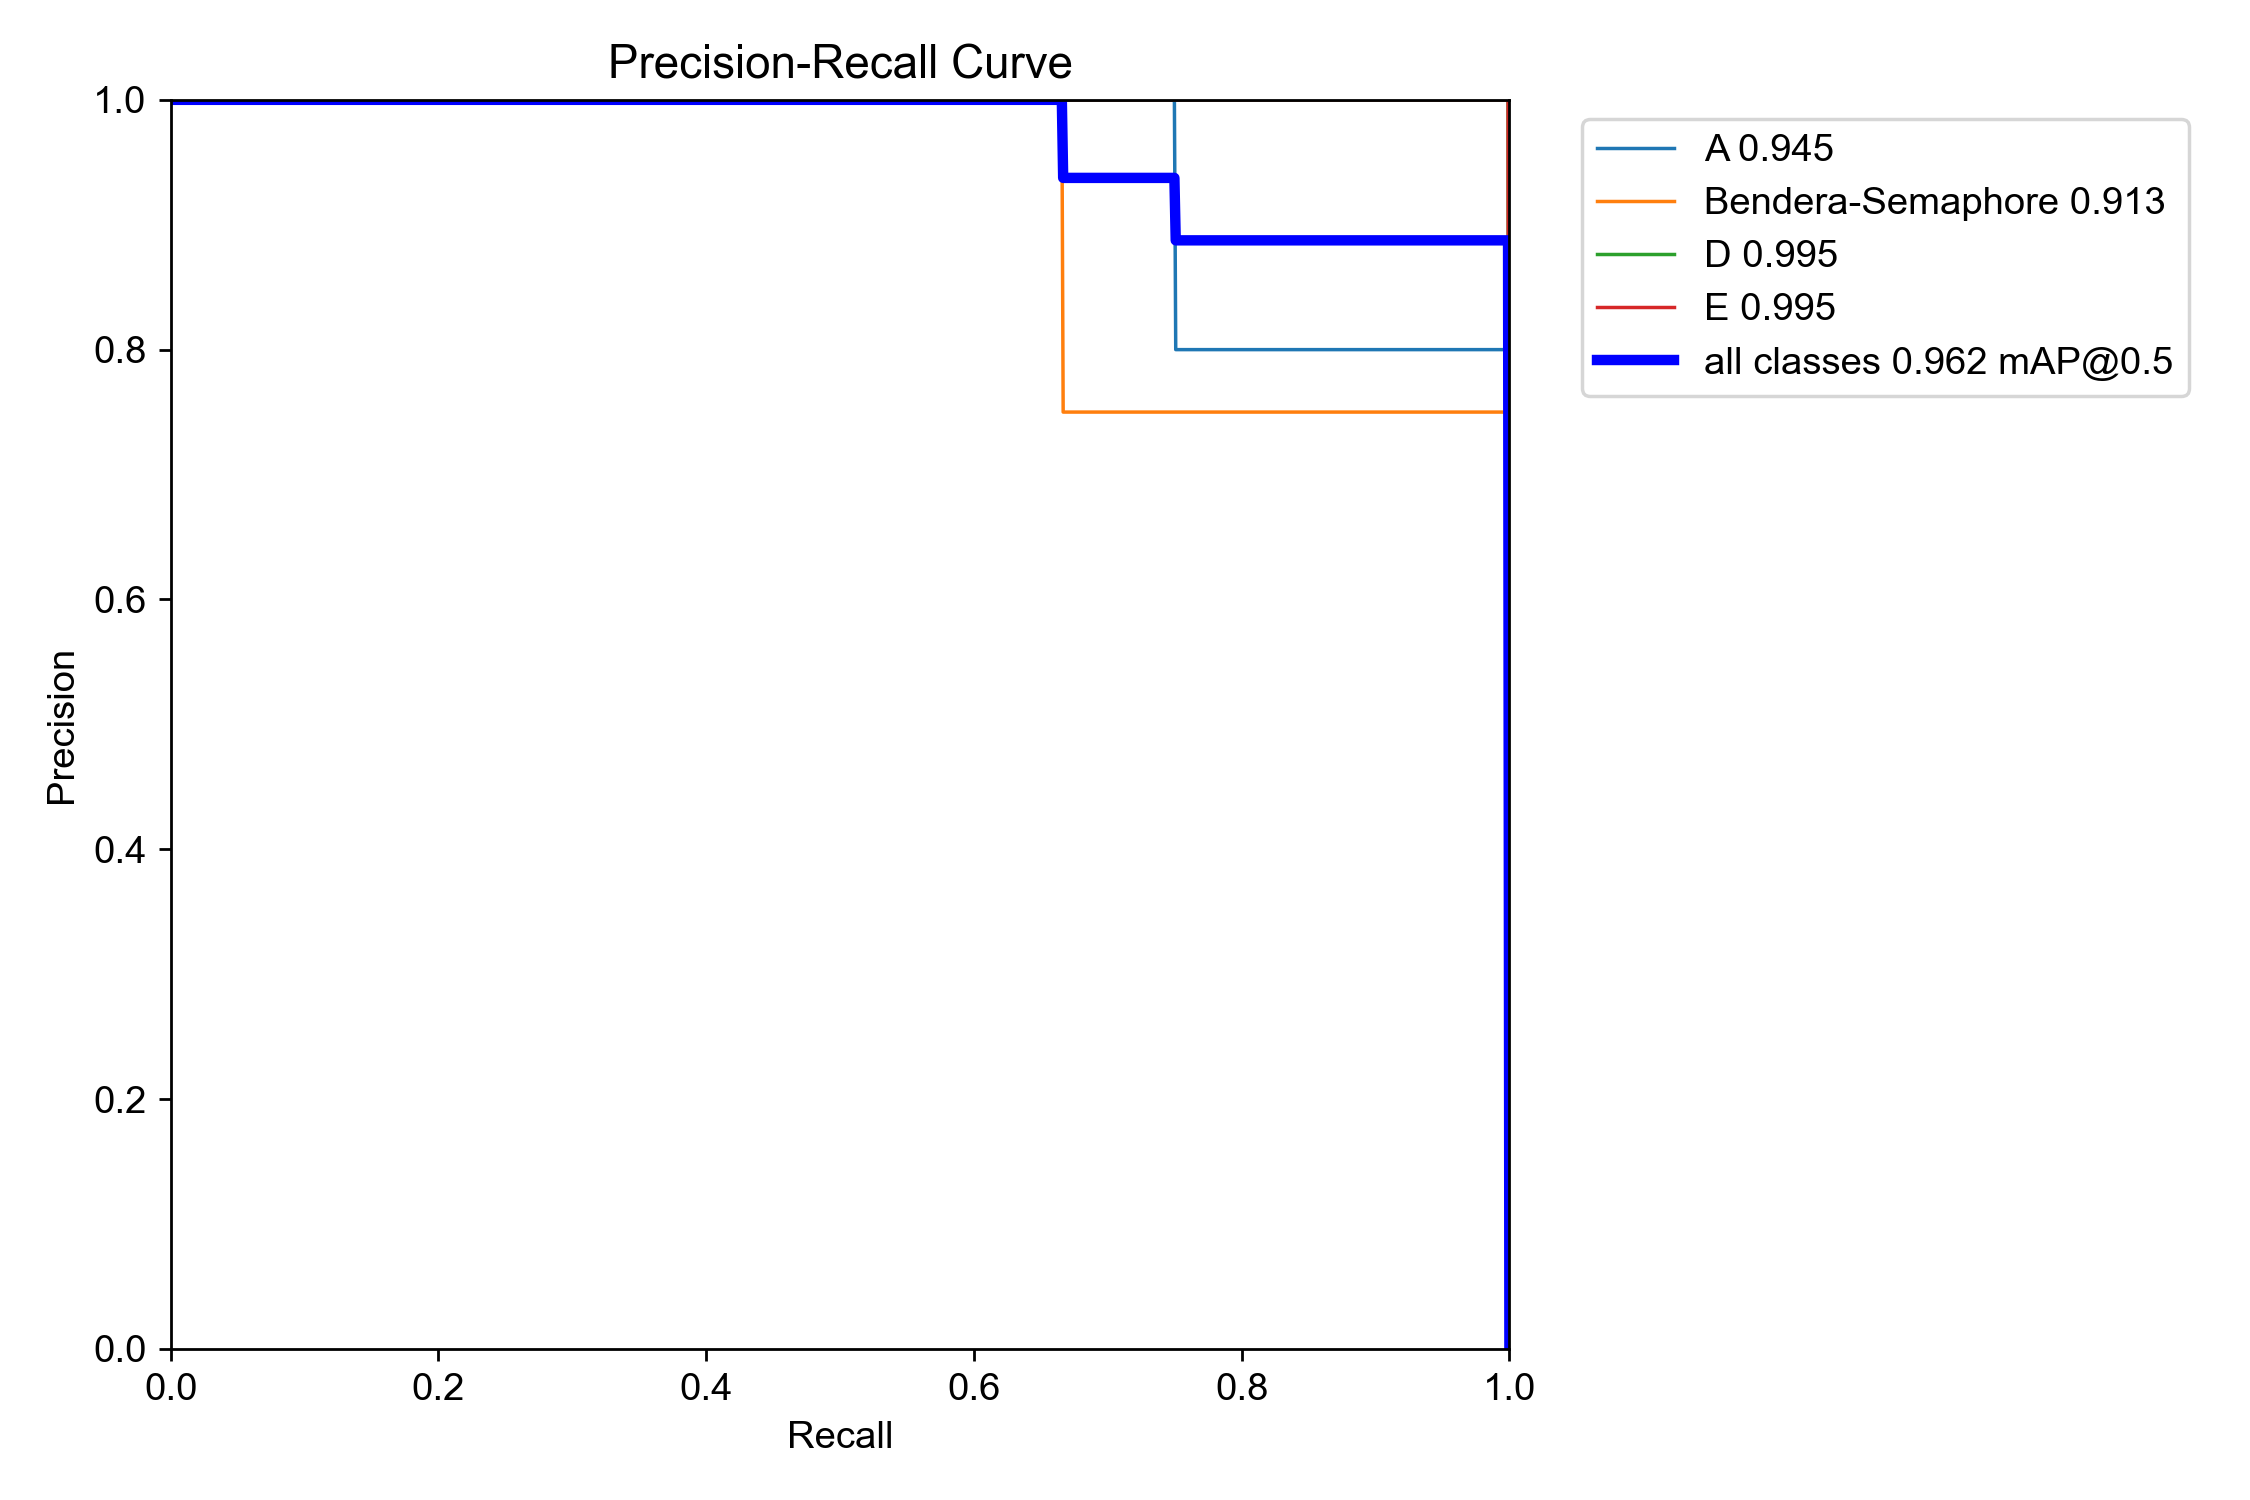 Precision-Recall Curve
1.0
0.8
0.6
0.4
0.2
0.0
Precision
0.0 0.2 0.4 0.6 0.8 1.0
Recall
A 0.945
Bendera-Semaphore 0.913
D 0.995
E 0.995
all classes 0.962 mAP@0.5